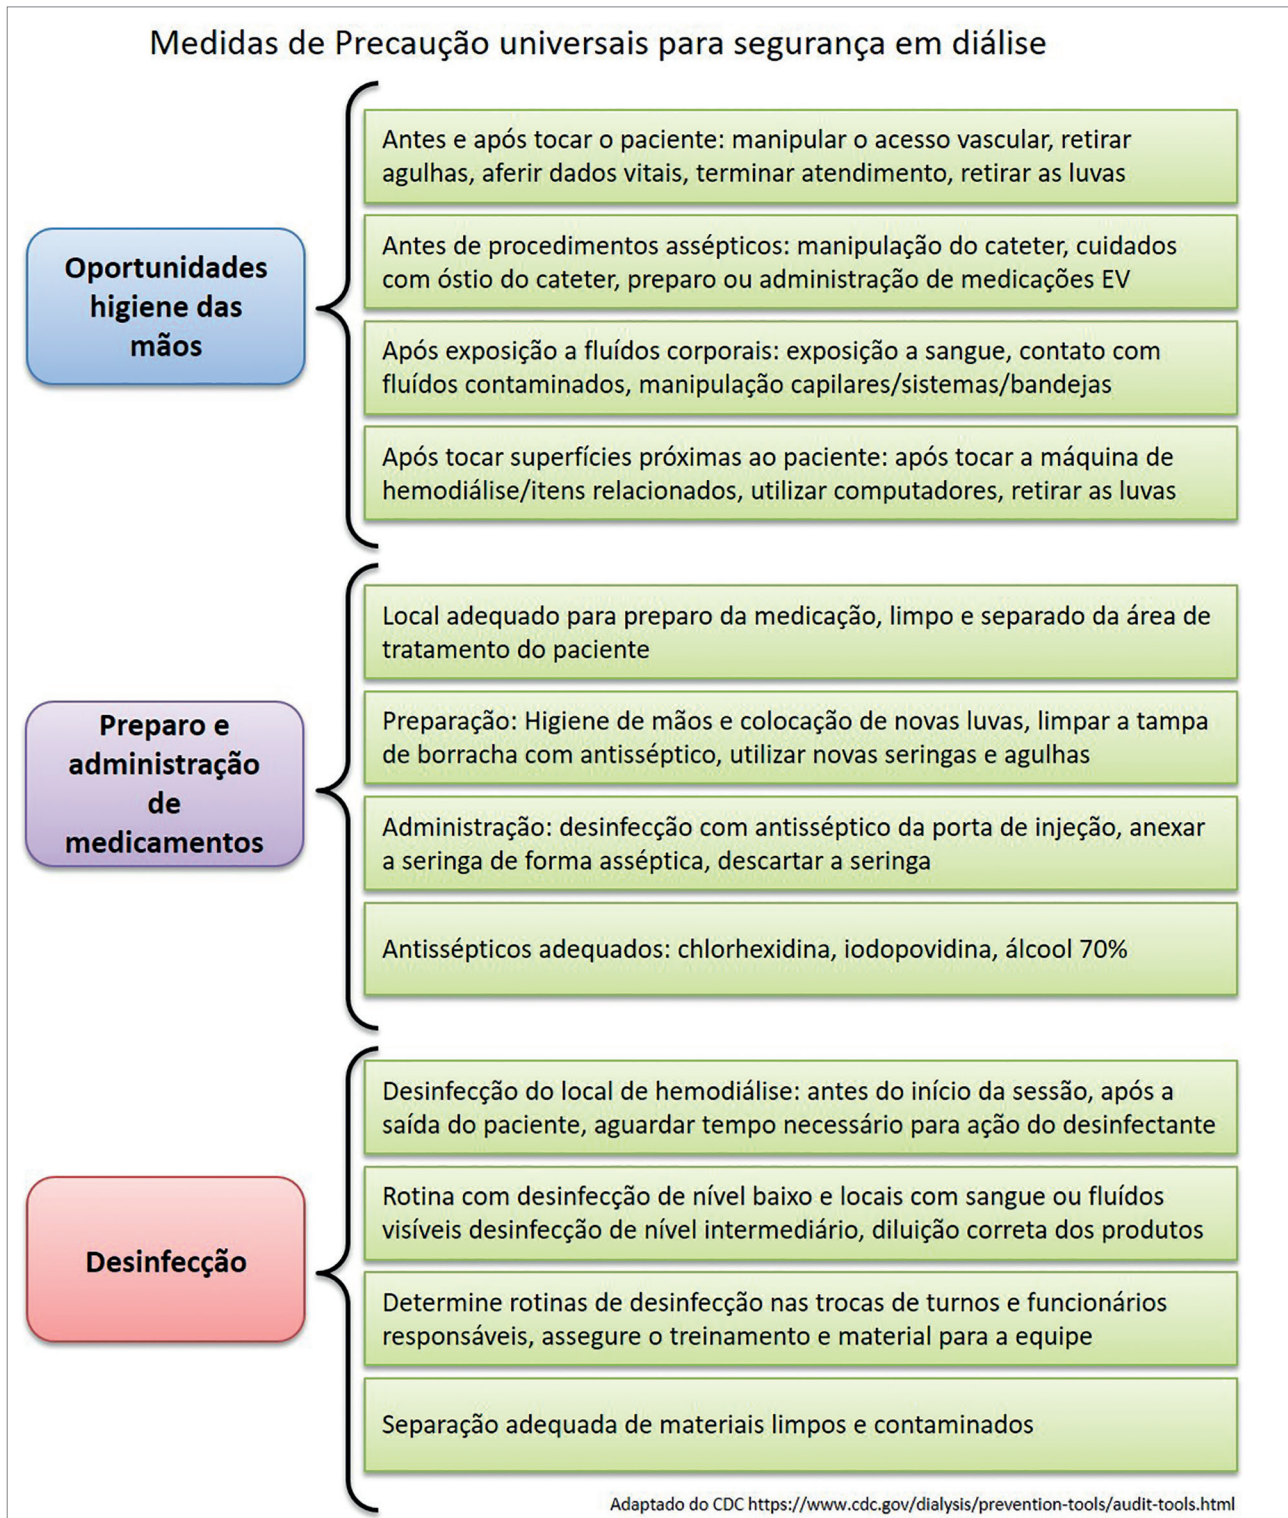 Medidas de Precaução universais para segurança em diálise
Oportunidades
higiene das
mãos
Antes e após tocar o paciente: manipular o acesso vascular, retirar
agulhas, aferir dados vitais, terminar atendimento, retirar as luvas
Antes de procedimentos assépticos: manipulação do cateter, cuidados
com óstio do cateter, preparo ou administração de medicações EV
Após exposição a fluídos corporais: exposição a sangue, contato com
fluídos contaminados, manipulação capilares/sistemas/bandejas
Após tocar superfícies próximas ao paciente: após tocar a máquina de
hemodiálise/itens relacionados, utilizar computadores, retirar as luvas
Preparo e
administração
de
medicamentos
Local adequado para preparo da medicação, limpo e separado da área de
tratamento do paciente
Preparação: Higiene de mãos e colocação de novas luvas, limpar a tampa
de borracha com antisséptico, utilizar novas seringas e agulhas
Administração: desinfecção com antisséptico da porta de injeção, anexar
a seringa de forma asséptica, descartar a seringa
Antissépticos adequados: chlorhexidina, iodopovidina, álcool 70%
Desinfecção
Desinfecção do local de hemodiálise: antes do início da sessão, após a
saída do paciente, aguardar tempo necessário para ação do desinfectante
Rotina com desinfecção de nível baixo e locais com sangue ou fluídos
visíveis desinfecção de nível intermediário, diluição correta dos produtos
Determine rotinas de desinfecção nas trocas de turnos e funcionários
responsáveis, assegure o treinamento e material para a equipe
Separação adequada de materiais limpos e contaminados
Adaptado do CDC https://www.cdc.gov/dialysis/prevention-tools/audit-tools.html